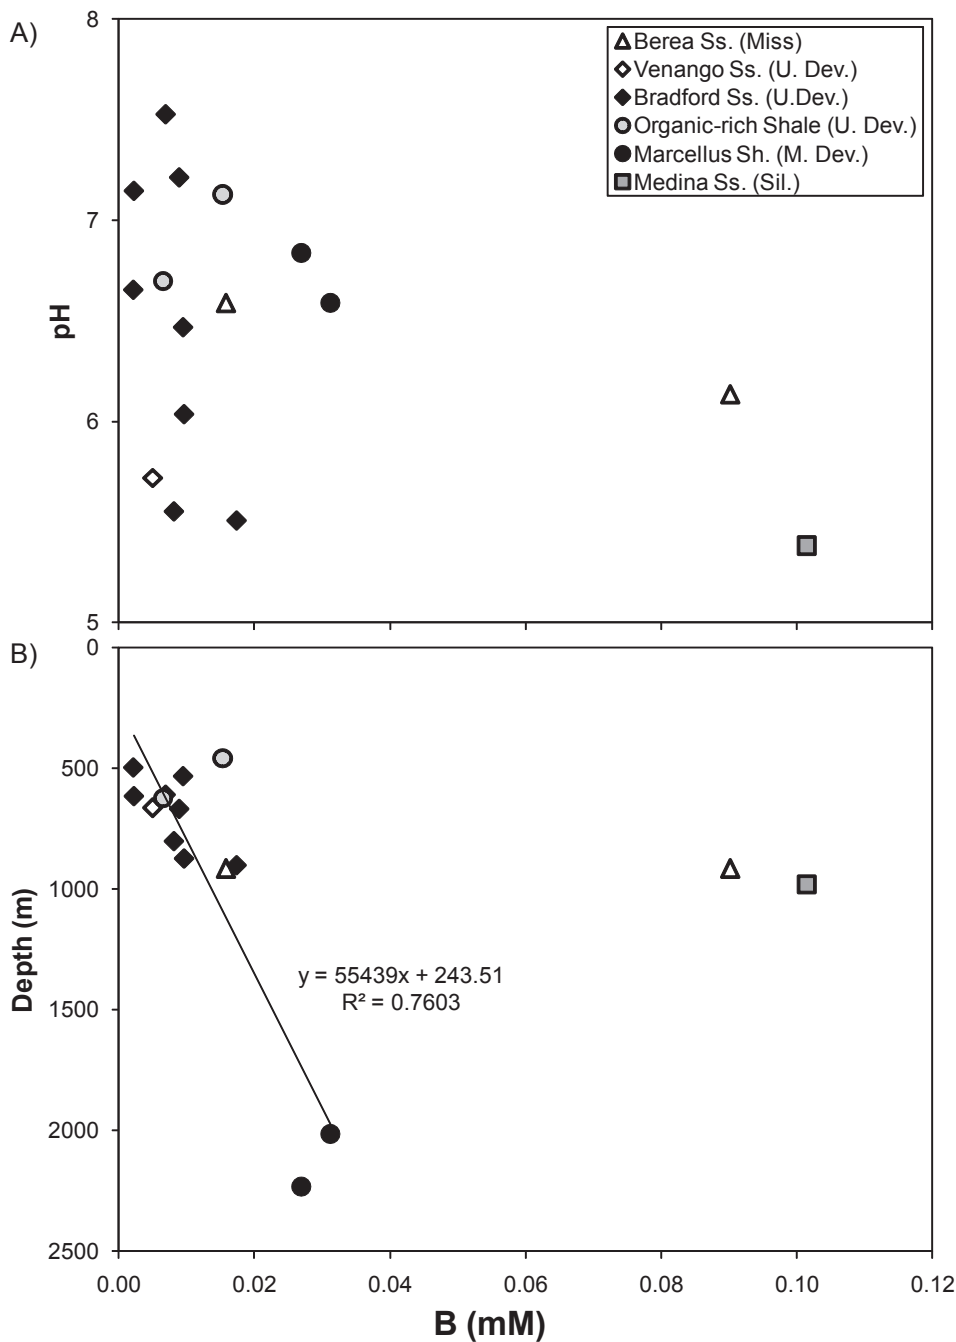 A)
8
7
6
5
pH
Berea Ss. (Miss)
Venango Ss. (U. Dev.)
Bradford Ss. (U.Dev.)
Organic-rich Shale (U. Dev.)
Marcellus Sh. (M. Dev.)
Medina Ss. (Sil.)
B)
0
500
1000
1500
2000
2500
Depth (m)
y = 55439x + 243.51
R² = 0.7603
0.00 0.02 0.04 0.06 0.08 0.10 0.12
B (mM)